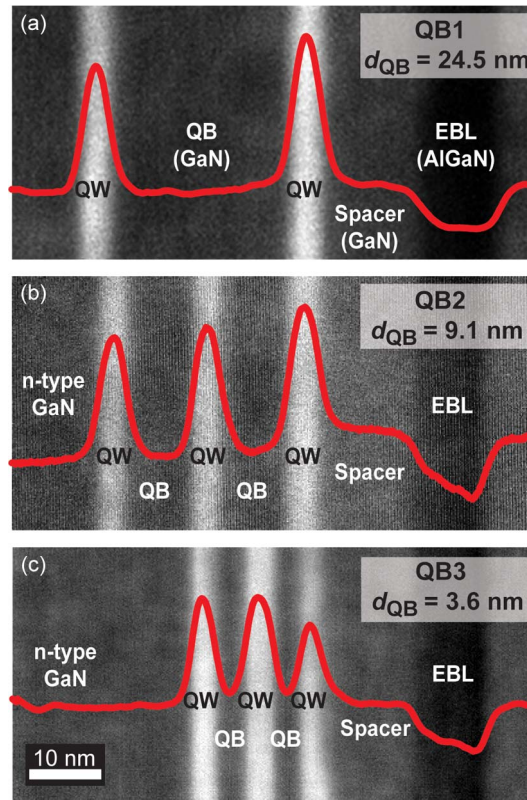 (a)
QB1
dQB = 24.5 nm
QB
(GaN)
EBL
(AlGaN)
QW
QW
Spacer
(GaN)
(b)
QB2
dQB = 9.1 nm
n-type
GaN
EBL
QW
QW
QW
QB
QB
Spacer
(c)
QB3
dQB = 3.6 nm
n-type
GaN
EBL
QW
QW
QW
Spacer
QB
QB
10 nm